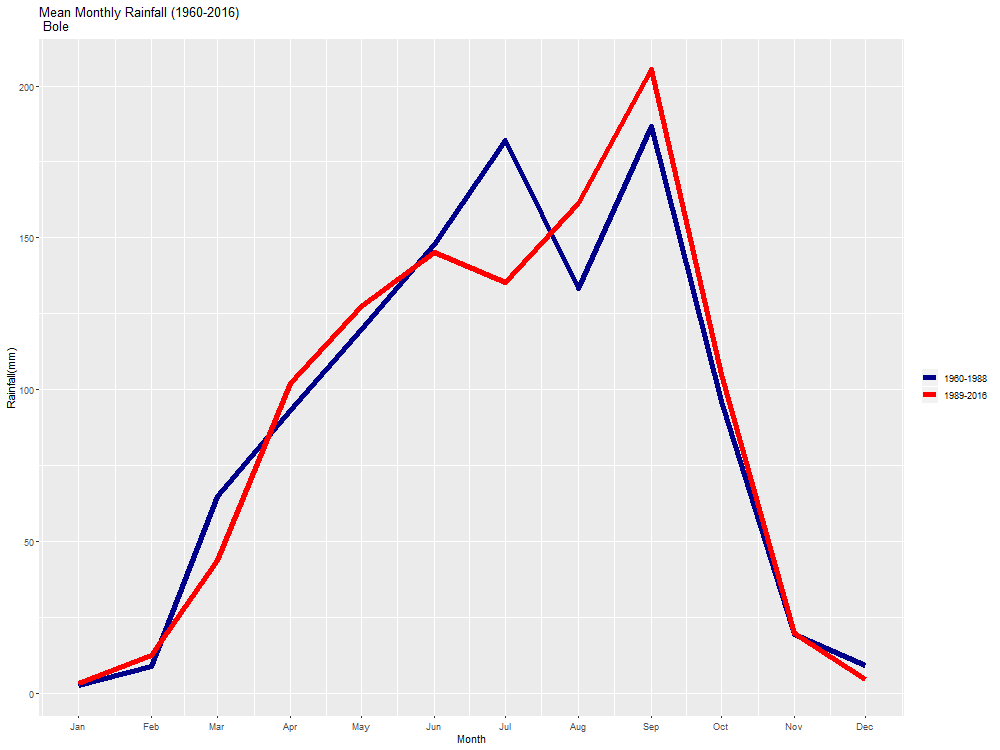 Mean Monthly Rainfall (1960-2016)
Bole
200
150
100
50
0
Rainfall(mm)
Jan Feb Mar Apr May Jun Jul Aug Sep Oct Nov Dec
Month
1960-1988
1989-2016